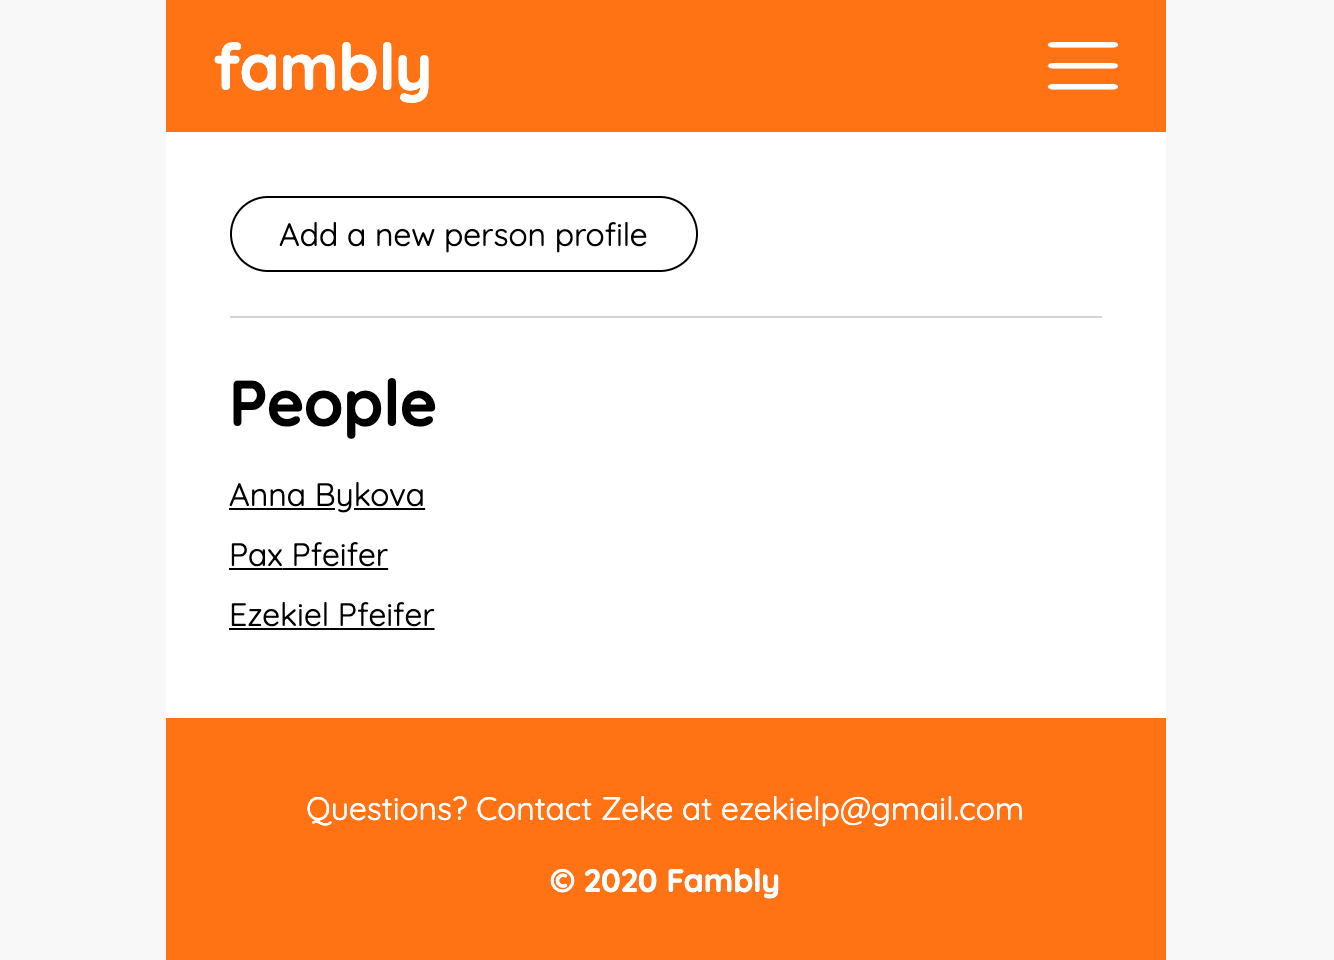 fambly
Add a new person profile
People
Anna Bykova
Pax Pfeifer
Ezekiel Pfeifer
Questions? Contact Zeke at ezekielp@gmail.com
© 2020 Fambly